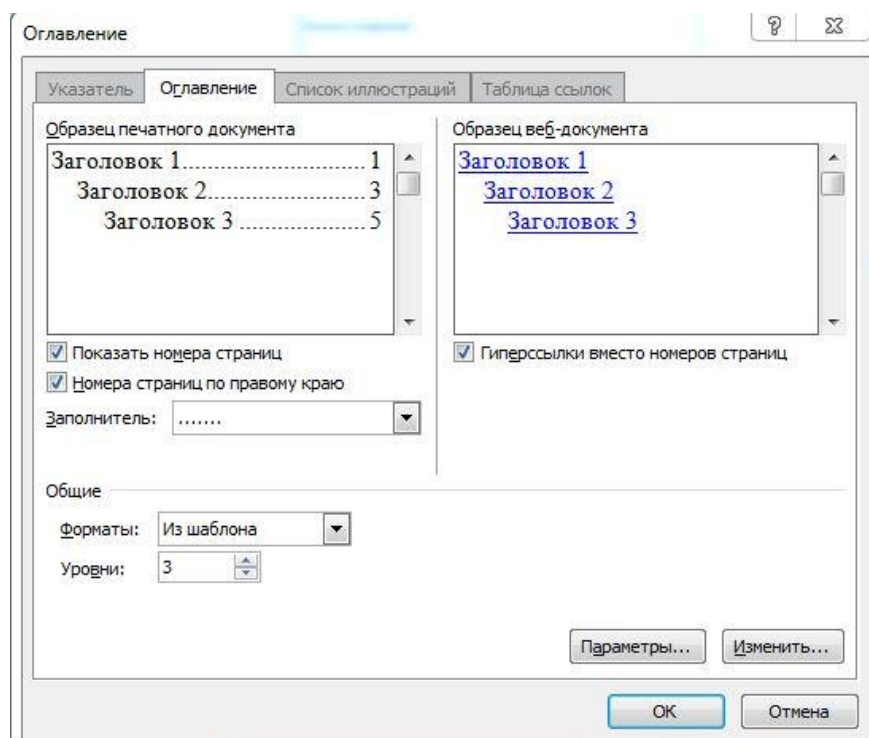 Оглавление
Указатель Оглавление Список иллюстраций Таблица ссылок
Образец печатного документа
Заголовок 1................................ 1
Заголовок 2............................ 3
Заголовок 3 ...................... 5
Образец веб-документа
Заголовок 1
Заголовок 2
Заголовок 3
Показать номера страниц
Номера страниц по правому краю
Заполнитель: .......
Гиперссылки вместо номеров страниц
Общие
Форматы: Из шаблона
Уровни: 3
Параметры... Изменить...
ОК Отмена